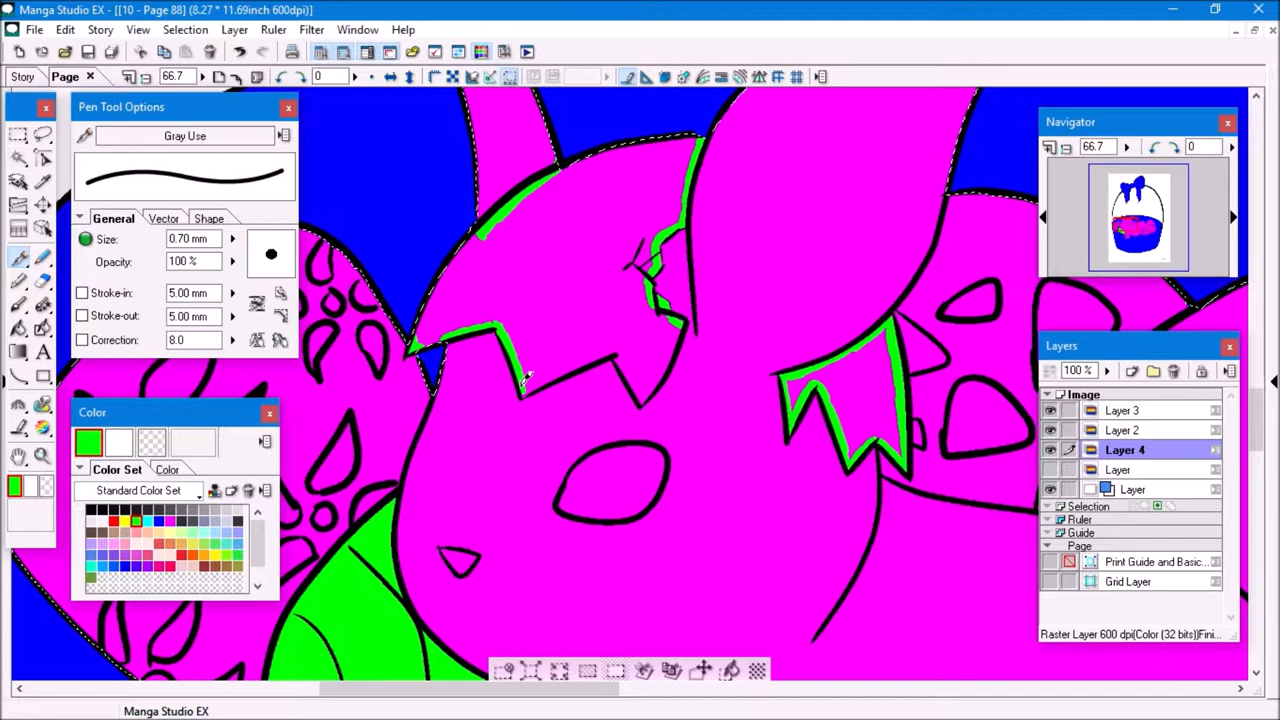 Manga Studio EX - [[10 - Page 88] (8.27 * 11.69inch 600dpi)]
File Edit Story View Selection Layer Ruler Filter Window Help
Story Page 66.7 0
Pen Tool Options
Gray Use
General Vector Shape
Size: 0.70 mm
Opacity: 100 %
Stroke-in: 5.00 mm
Stroke-out: 5.00 mm
Correction: 8.0
Color
Color Set Color
Standard Color Set
Navigator
66.7 0
Layers
100 %
Image
Layer 3
Layer 2
Layer 4
Layer
Layer
Selection
Ruler
Guide
Page
Print Guide and Basic...
Grid Layer
Raster Layer 600 dpi(Color (32 bits))Fini...
Manga Studio EX